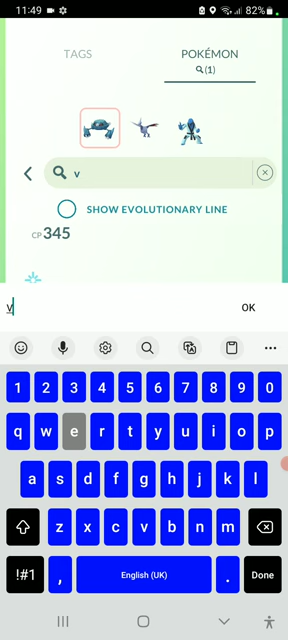 11:49
82%
TAGS
POKÉMON
(1)
v
SHOW EVOLUTIONARY LINE
CP345
v
OK
1 2 3 4 5 6 7 8 9 0
q w e r t y u i o p
a s d f g h j k l
z x c v b n m
!#1 , English (UK) . Done